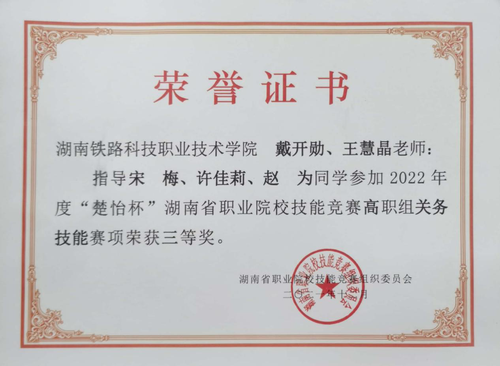 荣誉证书
湖南铁路科技职业技术学院 戴开勋、王慧晶老师：
指导宋 梅、许佳莉、赵 为同学参加 2022 年
度“楚怡杯”湖南省职业院校技能竞赛高职组关务
技能赛项荣获三等奖。
湖南省职业院校技能竞赛组织委员会